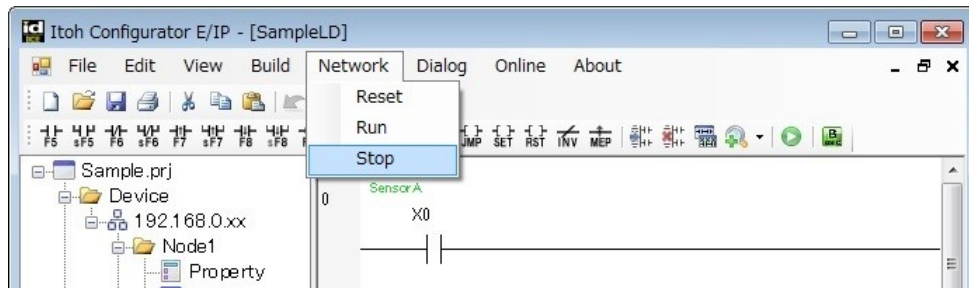 Itoh Configurator E/IP - [SampleLD]
File Edit View Build Network Dialog Online About
Reset
Run
Stop
F5 sF5 F6 sF6 F7 sF7 F8 sF8 JMP SET RST INV MEP
Sample.prj
Device
192.168.0.xx
Node1
Property
0
SensorA
X0